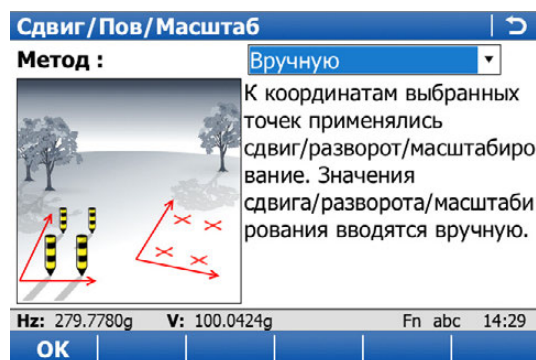 Сдвиг/Пов/Масштаб
Метод :
Вручную
К координатам выбранных
точек применялись
сдвиг/разворот/масштабиро
вание. Значения
сдвига/разворота/масштаби
рования вводятся вручную.
Hz: 279.7780g V: 100.0424g Fn abc 14:29
OK